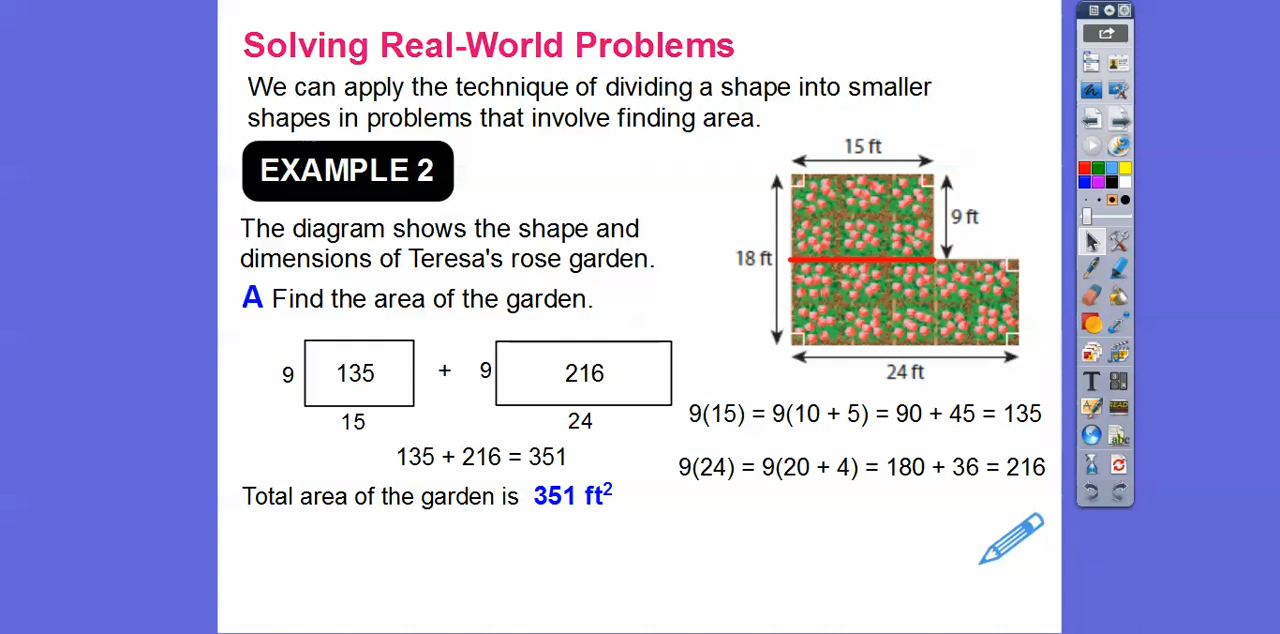 Solving Real-World Problems
We can apply the technique of dividing a shape into smaller
shapes in problems that involve finding area.
EXAMPLE 2
15 ft
9 ft
18 ft
24 ft
The diagram shows the shape and
dimensions of Teresa's rose garden.
A Find the area of the garden.
9 135 + 9 216
15 24
9(15) = 9(10 + 5) = 90 + 45 = 135
135 + 216 = 351
9(24) = 9(20 + 4) = 180 + 36 = 216
Total area of the garden is 351 ft²